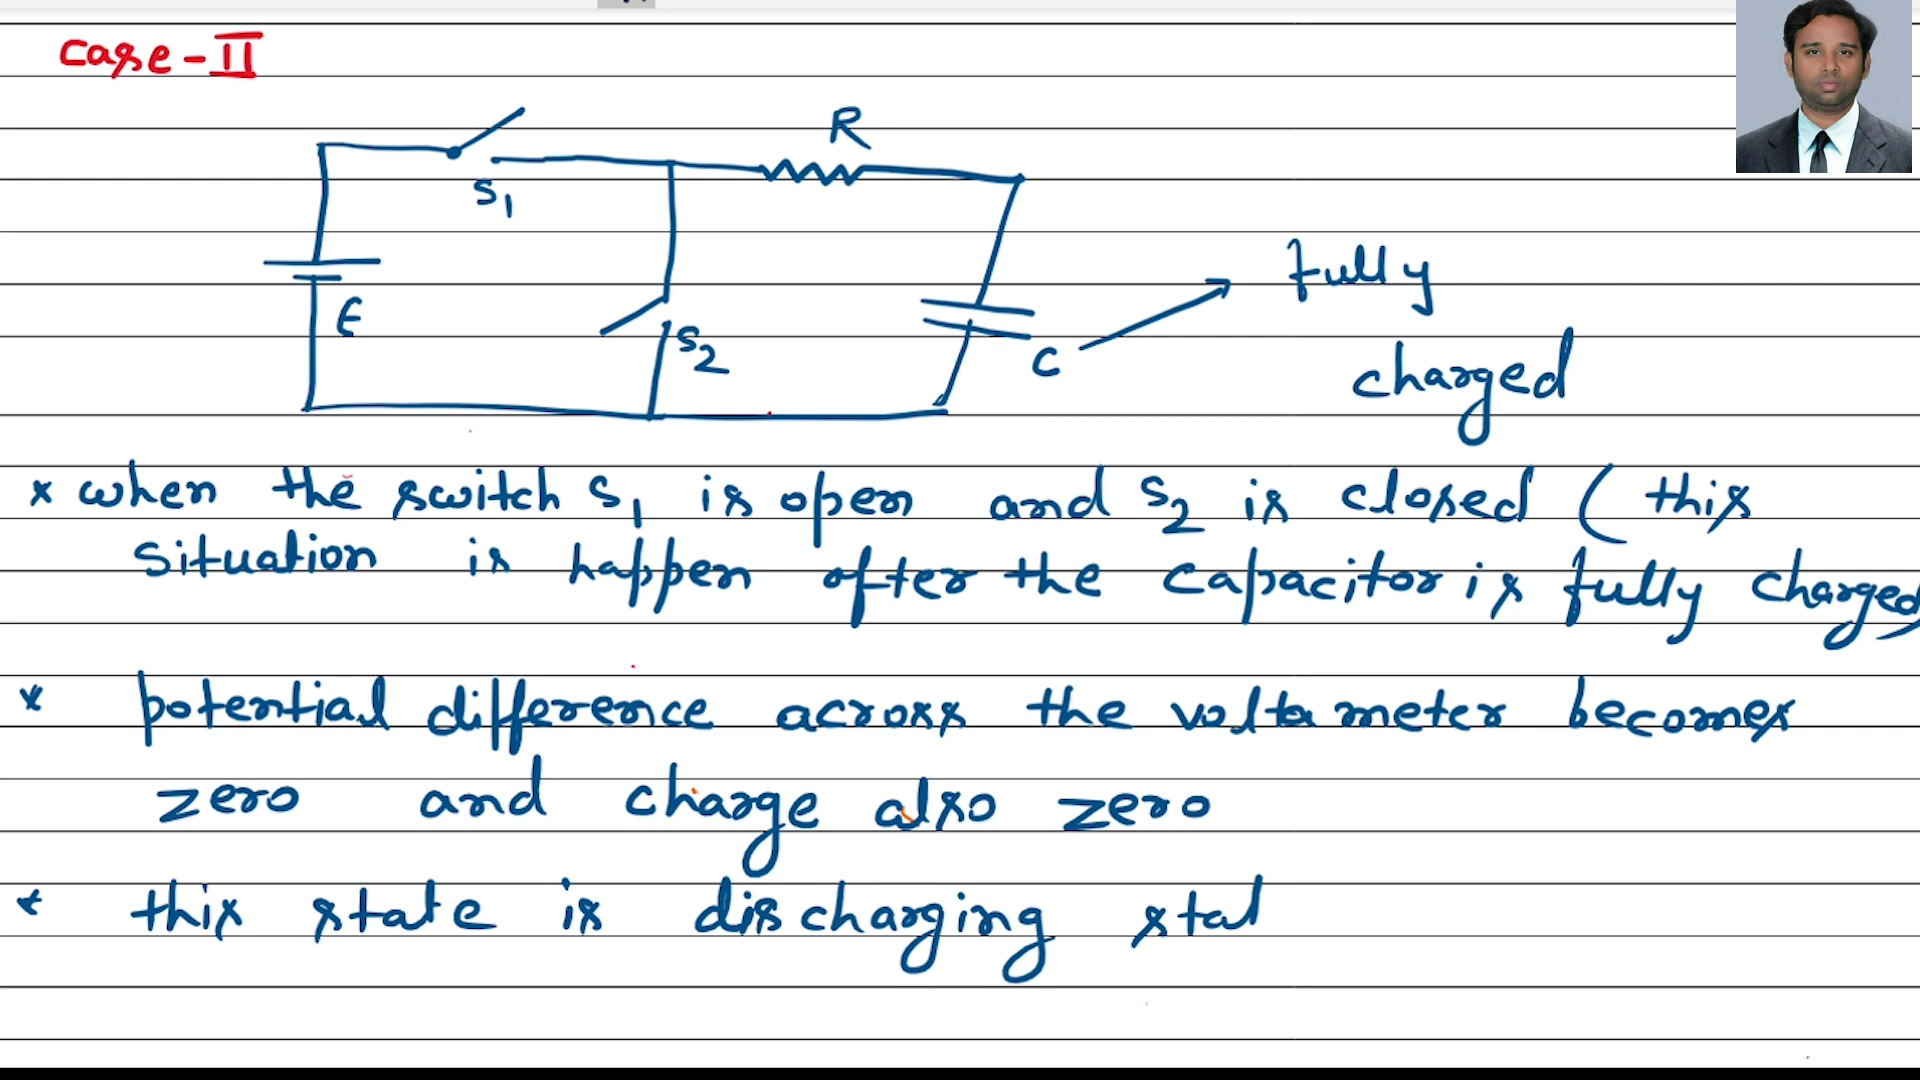 Case - II
R
S1
E
S2
C
fully
charged
* when the switch S1 is open and S2 is closed ( this
situation is happen after the capacitor is fully charged)
* potential difference across the voltameter becomes
zero and charge also zero
* this state is discharging stat